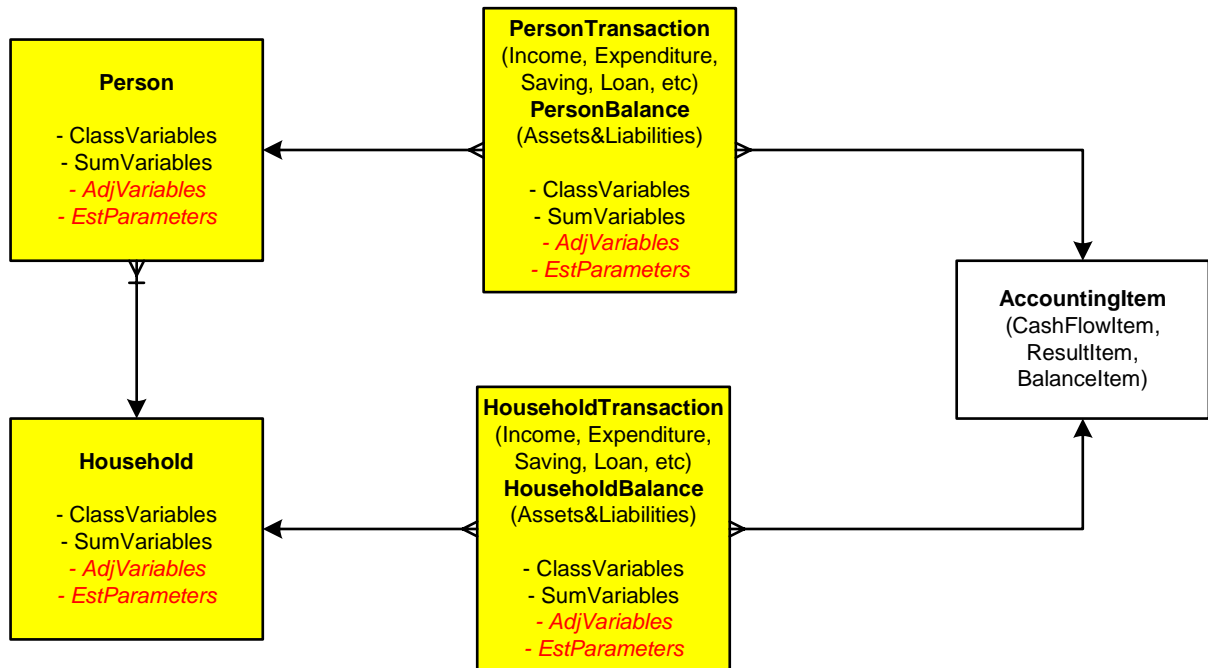 Person
- ClassVariables
- SumVariables
- AdjVariables
- EstParameters
PersonTransaction
(Income, Expenditure,
Saving, Loan, etc)
PersonBalance
(Assets&Liabilities)
- ClassVariables
- SumVariables
- AdjVariables
- EstParameters
AccountingItem
(CashFlowItem,
ResultItem,
BalanceItem)
Household
- ClassVariables
- SumVariables
- AdjVariables
- EstParameters
HouseholdTransaction
(Income, Expenditure,
Saving, Loan, etc)
HouseholdBalance
(Assets&Liabilities)
- ClassVariables
- SumVariables
- AdjVariables
- EstParameters